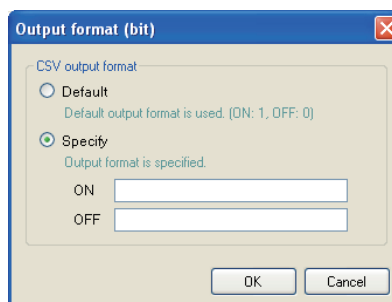 Output format (bit)
CSV output format
Default
Default output format is used. (ON: 1, OFF: 0)
Specify
Output format is specified.
ON
OFF
OK
Cancel